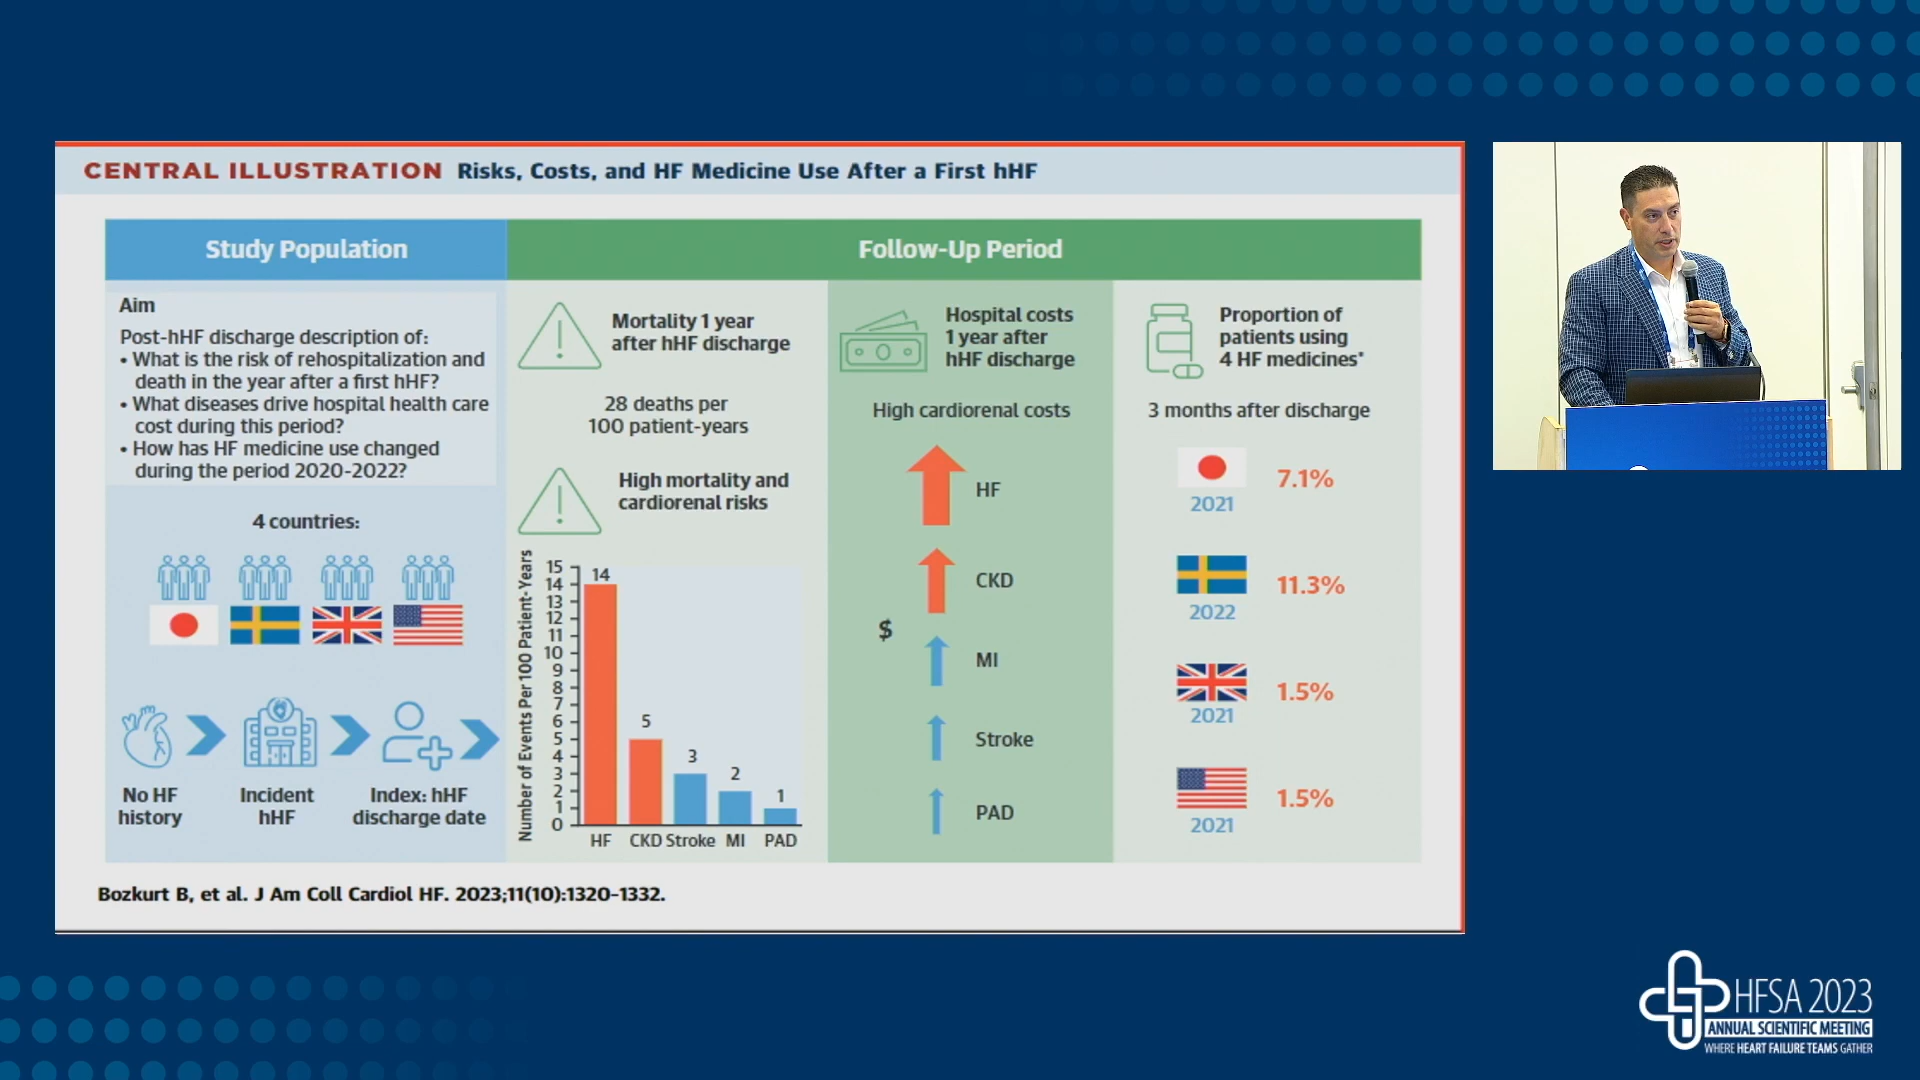 CENTRAL ILLUSTRATION Risks, Costs, and HF Medicine Use After a First hHF
Study Population
Aim
Post-hHF discharge description of:
• What is the risk of rehospitalization and
death in the year after a first hHF?
• What diseases drive hospital health care
cost during this period?
• How has HF medicine use changed
during the period 2020-2022?
4 countries:
No HF
history
Incident
hHF
Index: hHF
discharge date
Follow-Up Period
Mortality 1 year
after hHF discharge
28 deaths per
100 patient-years
High mortality and
cardiorenal risks
Number of Events Per 100 Patient-Years
15
14
13
12
11
10
9
8
7
6
5
4
3
2
1
0
14
5
3
2
1
HF CKD Stroke MI PAD
Hospital costs
1 year after
hHF discharge
High cardiorenal costs
$
HF
CKD
MI
Stroke
PAD
Proportion of
patients using
4 HF medicines*
3 months after discharge
7.1%
2021
11.3%
2022
1.5%
2021
1.5%
2021
Bozkurt B, et al. J Am Coll Cardiol HF. 2023;11(10):1320-1332.
HFSA 2023
ANNUAL SCIENTIFIC MEETING
WHERE HEART FAILURE TEAMS GATHER